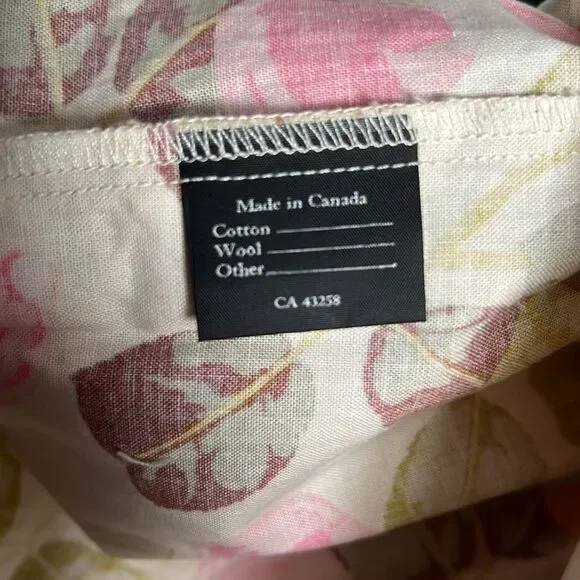 Made in Canada
Cotton
Wool
Other
CA 43258